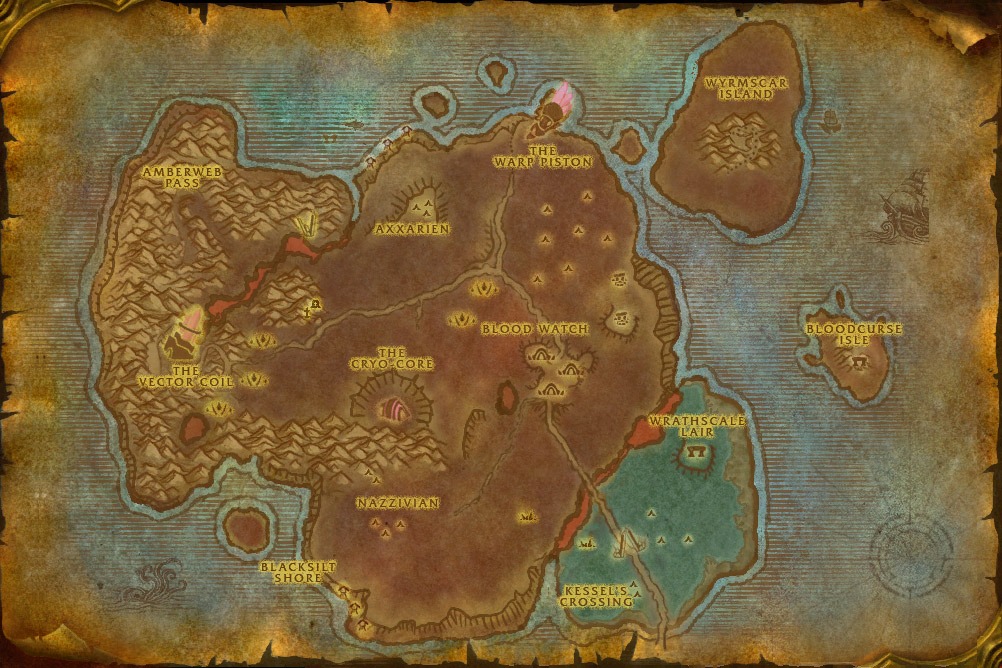 WYRMSCAR
ISLAND
THE
WARP PISTON
AMBERWEB
PASS
AXXARIEN
BLOOD WATCH
BLOODCURSE
ISLE
THE
CRYO-CORE
THE
VECTOR COIL
WRATHSCALE
LAIR
NAZZIVIAN
BLACKSILT
SHORE
KESSEL'S
CROSSING